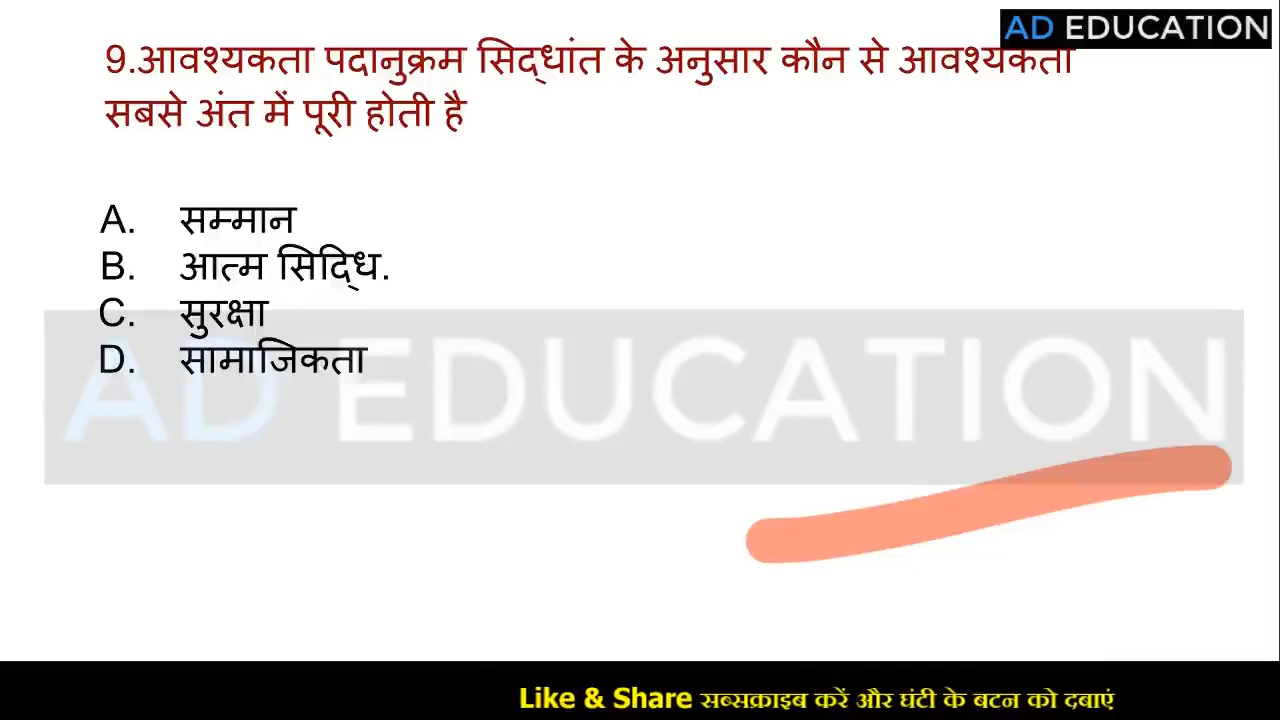 AD EDUCATION
9.आवश्यकता पदानुक्रम सिद्धांत के अनुसार कौन से आवश्यकता
सबसे अंत में पूरी होती है
A. सम्मान
B. आत्म सिद्धि.
C. सुरक्षा
D. सामाजिकता
AD EDUCATION
Like & Share सब्सक्राइब करें और घंटी के बटन को दबाएं